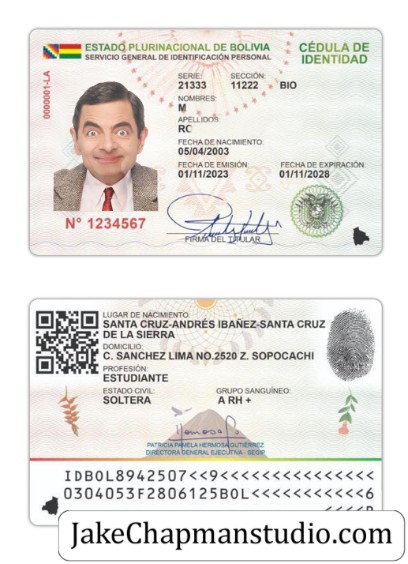 ESTADO PLURINACIONAL DE BOLIVIA
SERVICIO GENERAL DE IDENTIFICACIÓN PERSONAL
CÉDULA DE
IDENTIDAD
0000001-LA
SERIE: SECCIÓN:
21333 11222 BIO
NOMBRES:
M
APELLIDOS
RC
FECHA DE NACIMIENTO:
05/04/2003
FECHA DE EMISIÓN FECHA DE EXPIRACIÓN:
01/11/2023 01/11/2028
N° 1234567
FIRMA DEL TITULAR
LUGAR DE NACIMIENTO:
SANTA CRUZ-ANDRÉS IBAÑEZ-SANTA CRUZ
DE LA SIERRA
DOMICILIO:
C. SANCHEZ LIMA NO.2520 Z. SOPOCACHI
PROFESIÓN:
ESTUDIANTE
ESTADO CIVIL: GRUPO SANGUÍNEO:
SOLTERA A RH +
PATRICIA PAMELA HERMOSA GUTIÉRREZ
DIRECTORA GENERAL EJECUTIVA - SEGIP
IDBOL8942507<<9<<<<<<<<<<<<<<<
0304053F2806125BOL<<<<<<<<<<<6
JakeChapmanstudio.com